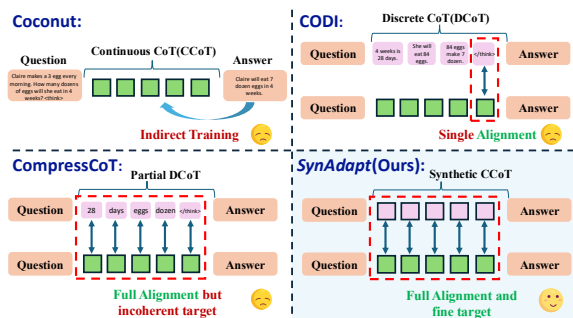 Coconut:
Question
Continuous CoT(CCoT)
Answer
Claire makes a 3 egg every
morning. How many dozens
of eggs will she eat in 4
weeks? <think>
Claire will eat 7
dozen eggs in 4
weeks.
Indirect Training
CODI:
Discrete CoT(DCoT)
Question
4 weeks is
28 days.
She will
eat 84
eggs.
84 eggs
make 7
dozen.
</think>
Answer
Question
Answer
Single Alignment
CompressCoT:
Partial DCoT
Question
28
days
eggs
dozen
</think>
Answer
Question
Answer
Full Alignment but
incoherent target
SynAdapt(Ours):
Synthetic CCoT
Question
Answer
Question
Answer
Full Alignment and
fine target